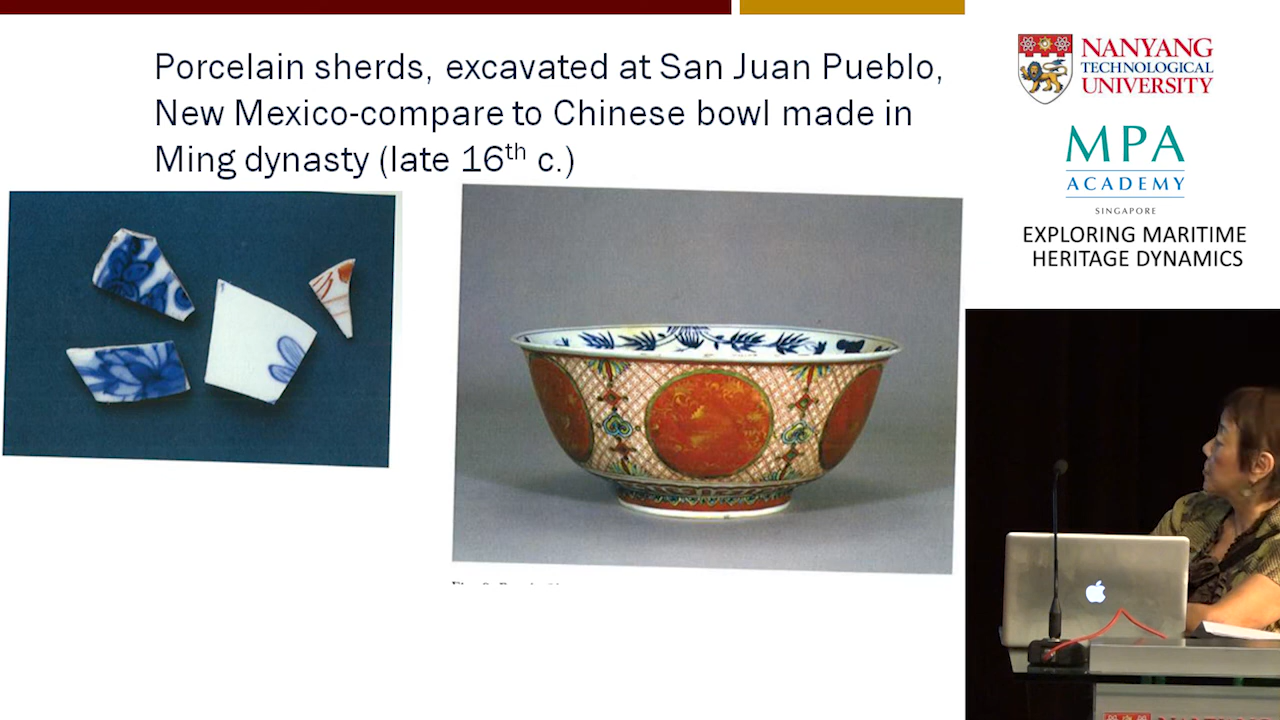 Porcelain sherds, excavated at San Juan Pueblo,
New Mexico-compare to Chinese bowl made in
Ming dynasty (late 16th c.)
NANYANG
TECHNOLOGICAL
UNIVERSITY
MPA
ACADEMY
SINGAPORE
EXPLORING MARITIME
HERITAGE DYNAMICS